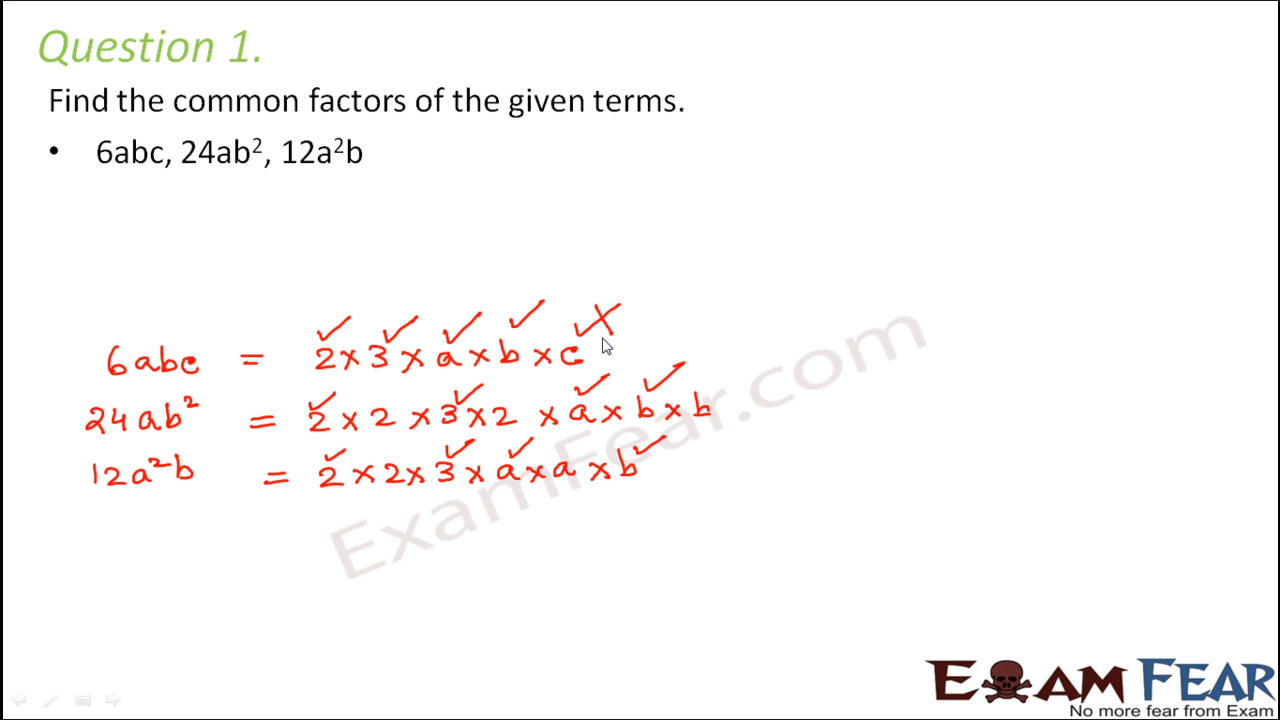 Question 1.
Find the common factors of the given terms.
• 6abc, 24ab², 12a²b
6abc = 2 × 3 × a × b × c
24ab² = 2 × 2 × 3 × 2 × a × b × b
12a²b = 2 × 2 × 3 × a × a × b
ExamFear.com
EXAM FEAR
No more fear from Exam